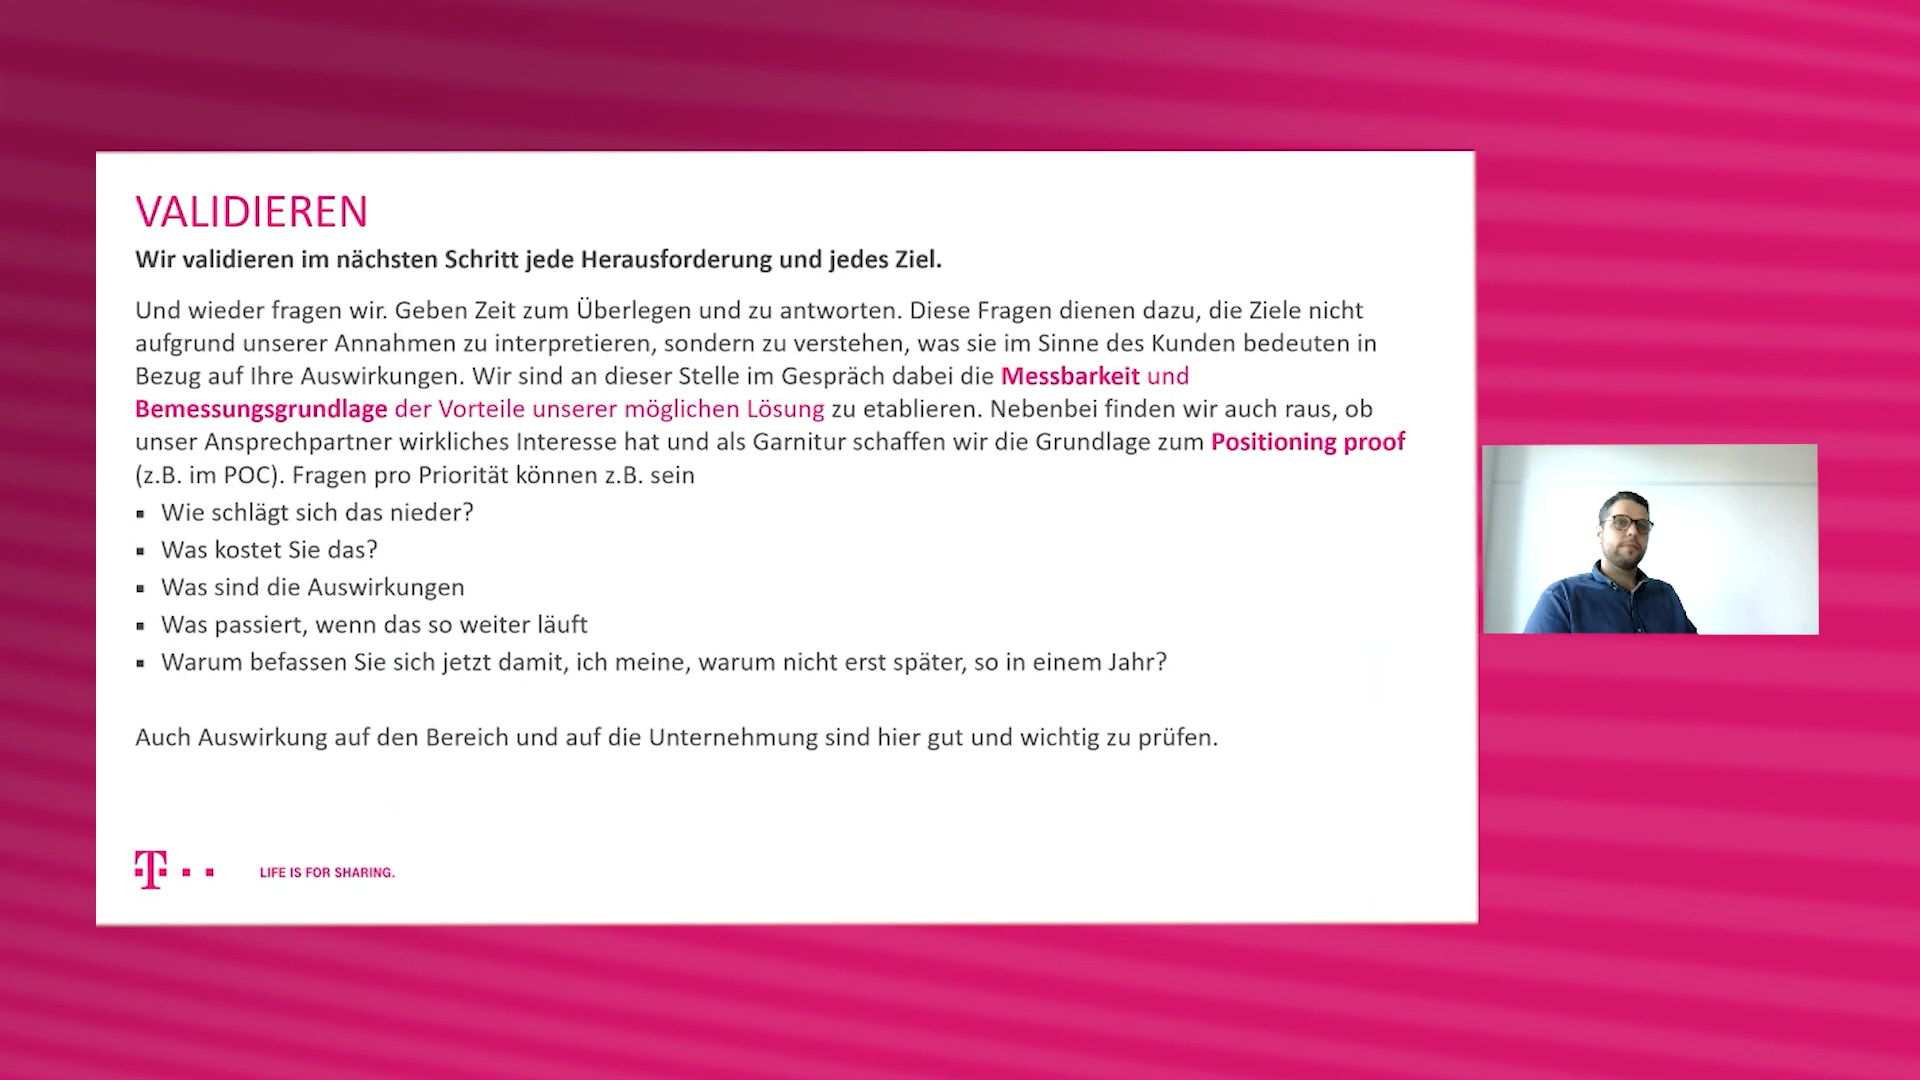 VALIDIEREN
Wir validieren im nächsten Schritt jede Herausforderung und jedes Ziel.
Und wieder fragen wir. Geben Zeit zum Überlegen und zu antworten. Diese Fragen dienen dazu, die Ziele nicht
aufgrund unserer Annahmen zu interpretieren, sondern zu verstehen, was sie im Sinne des Kunden bedeuten in
Bezug auf Ihre Auswirkungen. Wir sind an dieser Stelle im Gespräch dabei die Messbarkeit und
Bemessungsgrundlage der Vorteile unserer möglichen Lösung zu etablieren. Nebenbei finden wir auch raus, ob
unser Ansprechpartner wirkliches Interesse hat und als Garnitur schaffen wir die Grundlage zum Positioning proof
(z.B. im POC). Fragen pro Priorität können z.B. sein
▪ Wie schlägt sich das nieder?
▪ Was kostet Sie das?
▪ Was sind die Auswirkungen
▪ Was passiert, wenn das so weiter läuft
▪ Warum befassen Sie sich jetzt damit, ich meine, warum nicht erst später, so in einem Jahr?
Auch Auswirkung auf den Bereich und auf die Unternehmung sind hier gut und wichtig zu prüfen.
T LIFE IS FOR SHARING.